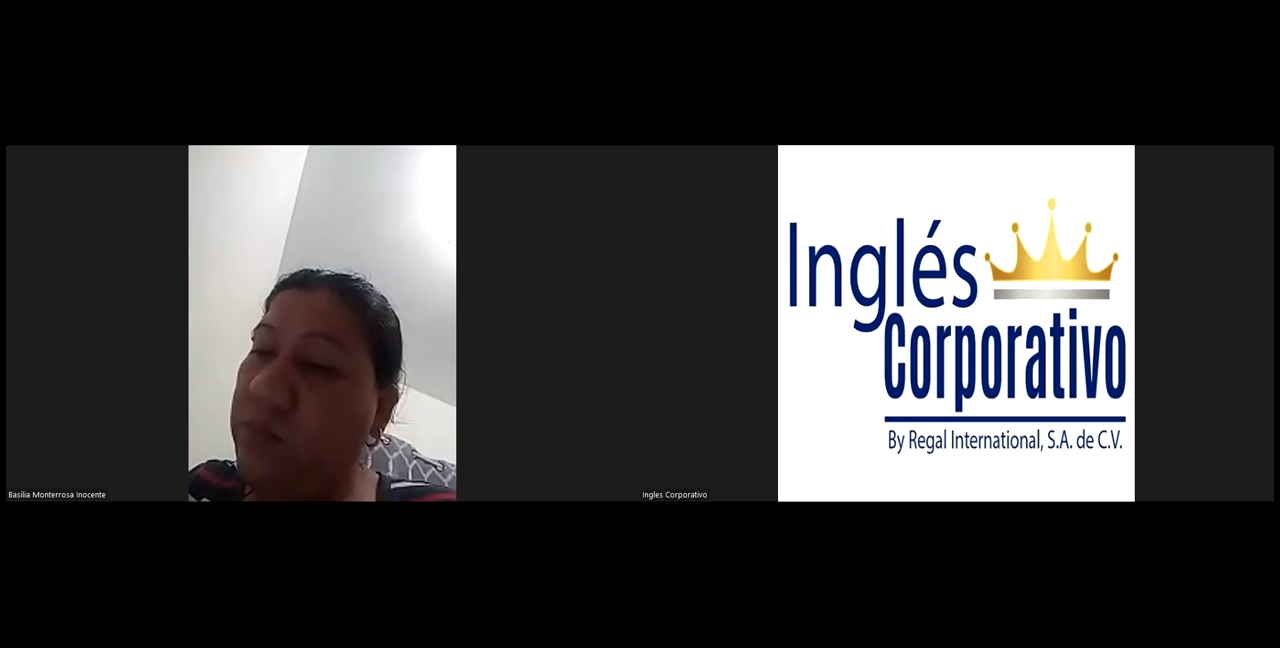 Inglés
Corporativo
By Regal International, S.A. de C.V.
Basilia Monterrosa Inocente
Ingles Corporativo